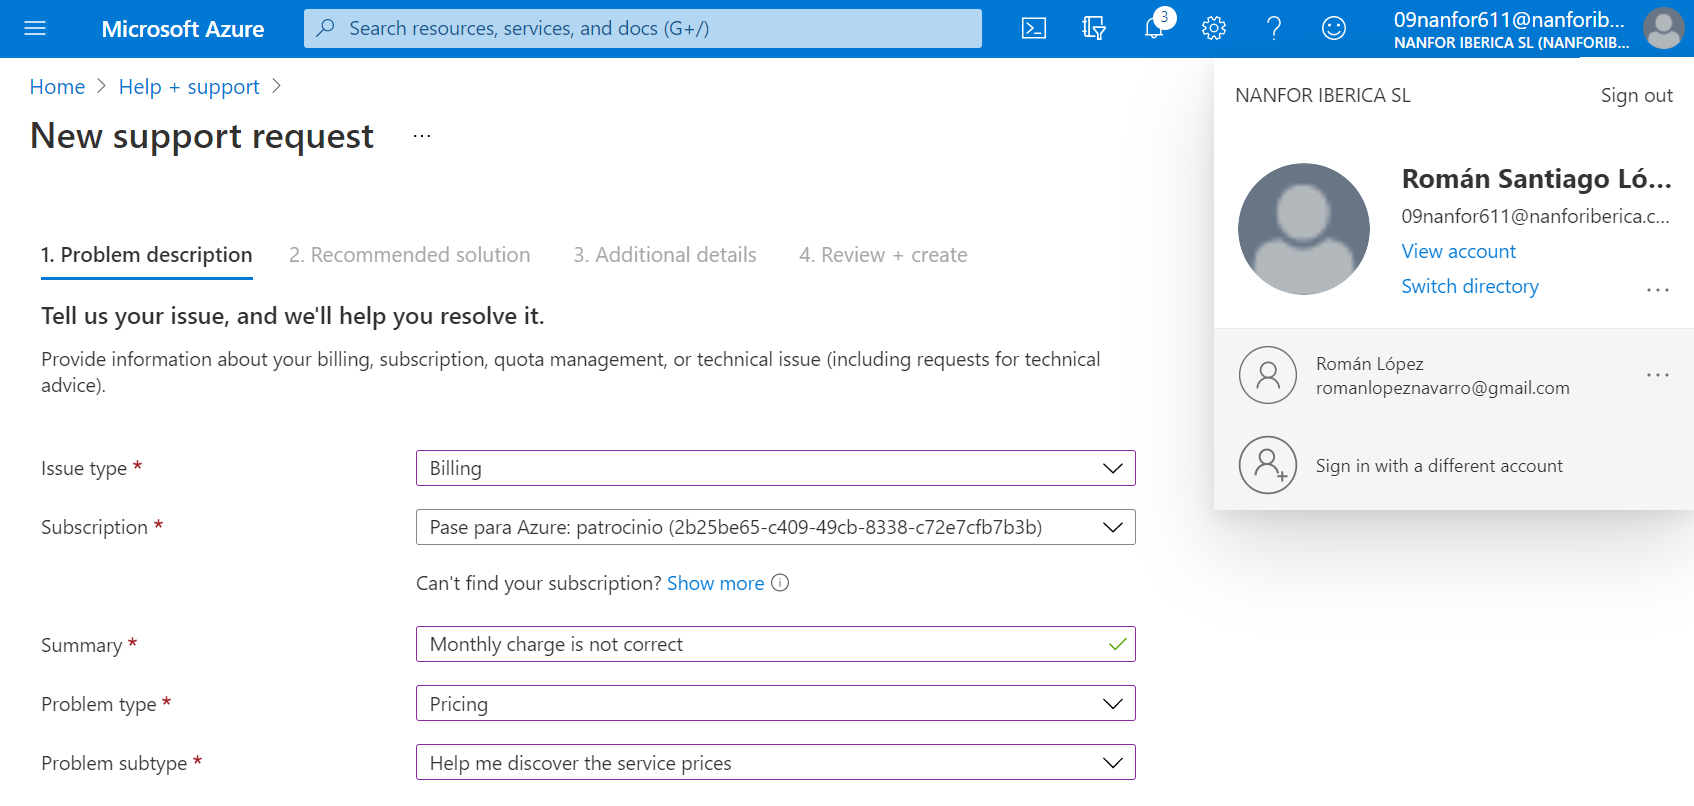 Microsoft Azure
Search resources, services, and docs (G+/)
3
09nanfor611@nanforib...
NANFOR IBERICA SL (NANFORIB...
Home > Help + support >
New support request ...
1. Problem description
2. Recommended solution
3. Additional details
4. Review + create
Tell us your issue, and we'll help you resolve it.
Provide information about your billing, subscription, quota management, or technical issue (including requests for technical
advice).
Issue type * Billing
Subscription * Pase para Azure: patrocinio (2b25be65-c409-49cb-8338-c72e7cfb7b3b)
Can't find your subscription? Show more
Summary * Monthly charge is not correct
Problem type * Pricing
Problem subtype * Help me discover the service prices
NANFOR IBERICA SL
Sign out
Román Santiago Ló...
09nanfor611@nanforiberica.c...
View account
Switch directory
...
Román López
romanlopeznavarro@gmail.com
...
Sign in with a different account